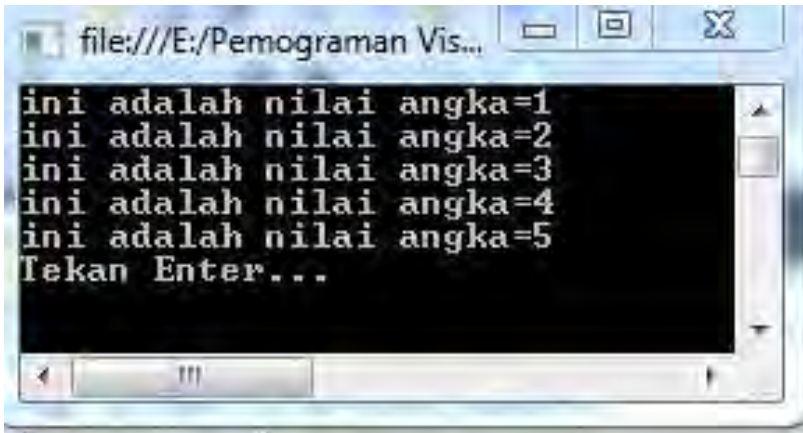 file:///E:/Pemograman Vis...
ini adalah nilai angka=1
ini adalah nilai angka=2
ini adalah nilai angka=3
ini adalah nilai angka=4
ini adalah nilai angka=5
Tekan Enter...